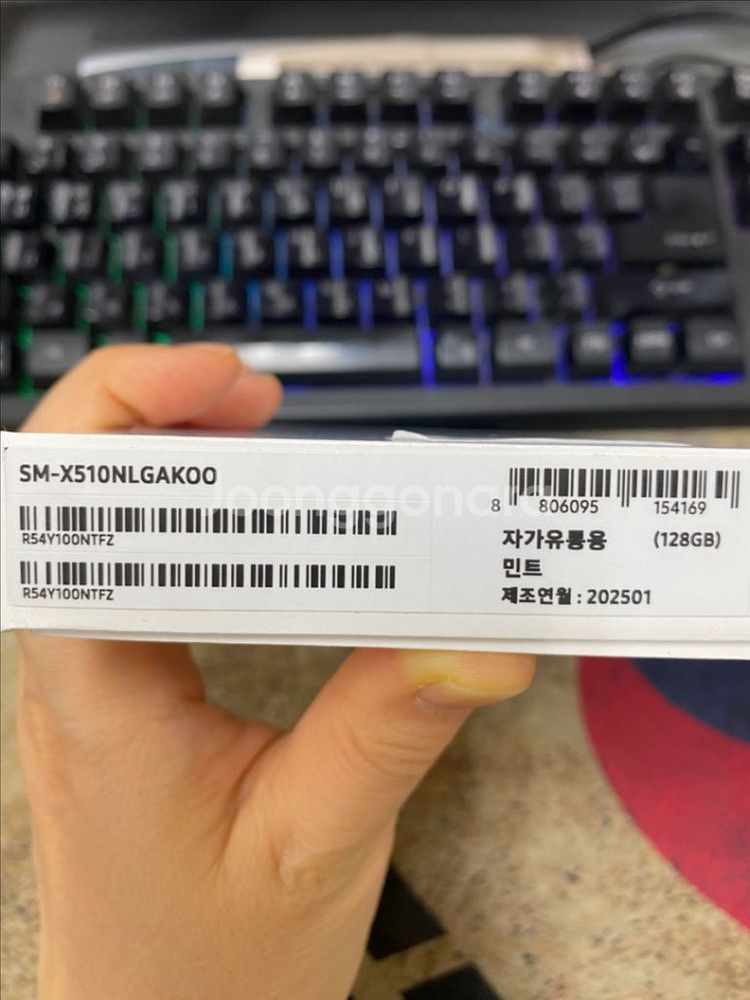 SM-X510NLGAKOO
R54Y100NTFZ
R54Y100NTFZ
8 806095 154169
자가유통용 (128GB)
민트
제조연월 : 202501
joonggonara